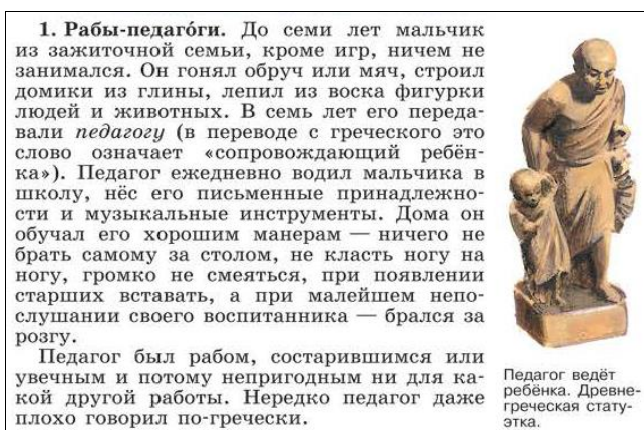 1. Рабы-педагóги. До семи лет мальчик
из зажиточной семьи, кроме игр, ничем не
занимался. Он гонял обруч или мяч, строил
домики из глины, лепил из воска фигурки
людей и животных. В семь лет его переда-
вали педагогу (в переводе с греческого это
слово означает «сопровождающий ребён-
ка»). Педагог ежедневно водил мальчика в
школу, нёс его письменные принадлежно-
сти и музыкальные инструменты. Дома он
обучал его хорошим манерам — ничего не
брать самому за столом, не класть ногу на
ногу, громко не смеяться, при появлении
старших вставать, а при малейшем непо-
слушании своего воспитанника — брался за
розгу.
Педагог был рабом, состарившимся или
увечным и потому непригодным ни для ка-
кой другой работы. Нередко педагог даже
плохо говорил по-гречески.
Педагог ведёт
ребёнка. Древне-
греческая стату-
этка.